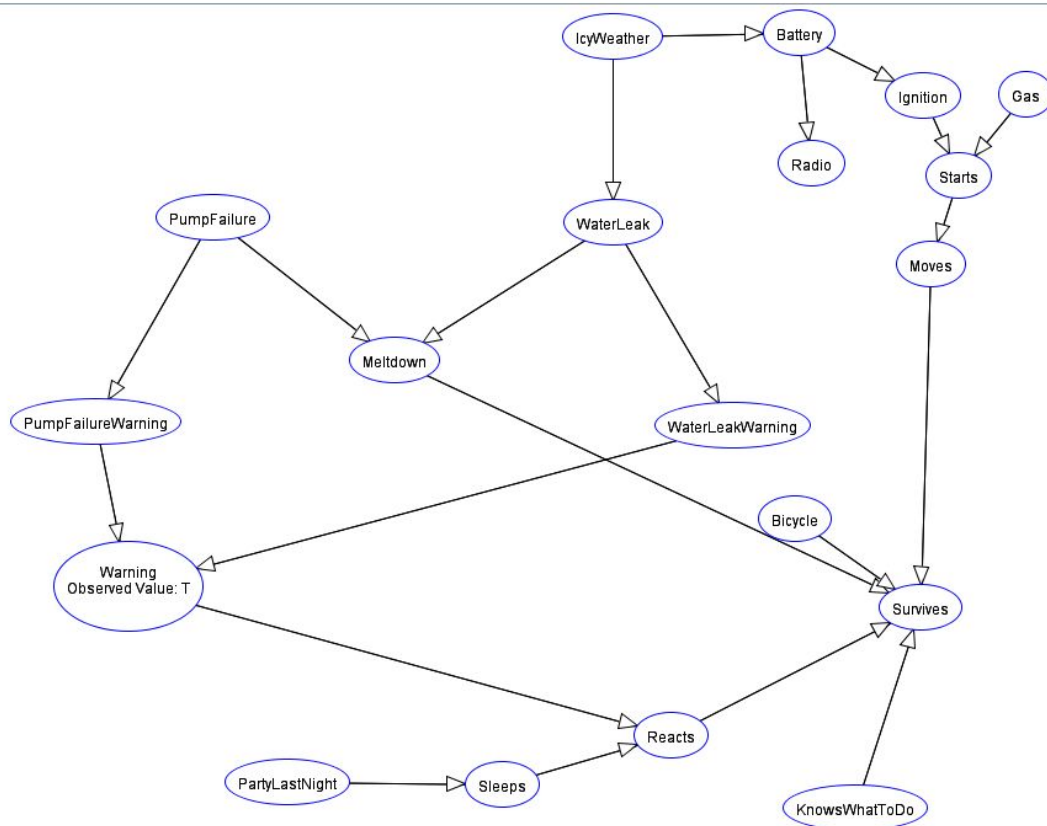 IcyWeather
Battery
Ignition
Gas
Radio
Starts
PumpFailure
WaterLeak
Moves
Meltdown
PumpFailureWarning
WaterLeakWarning
Bicycle
Warning
Observed Value: T
Survives
Reacts
PartyLastNight
Sleeps
KnowsWhatToDo